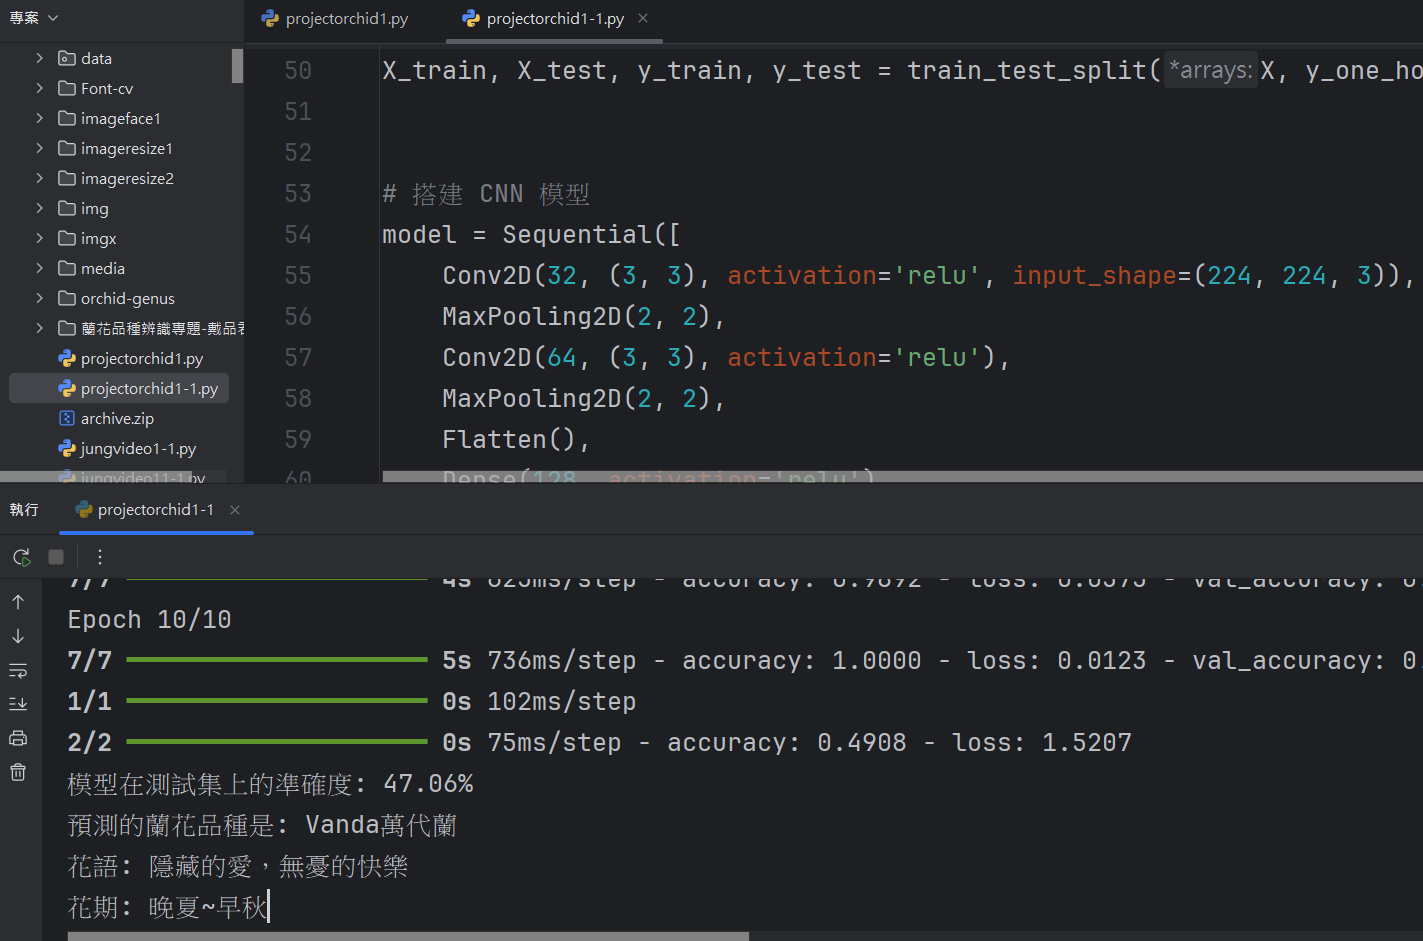 專案
projectorchid1.py
projectorchid1-1.py
data
Font-cv
imageface1
imageresize1
imageresize2
img
imgx
media
orchid-genus
蘭花品種辨識專題-戴品君
projectorchid1.py
projectorchid1-1.py
archive.zip
jungvideo1-1.py
jungvideo11-1.py
50 X_train, X_test, y_train, y_test = train_test_split( *arrays: X, y_one_ho
51
52
53 # 搭建 CNN 模型
54 model = Sequential([
55 Conv2D(32, (3, 3), activation='relu', input_shape=(224, 224, 3)),
56 MaxPooling2D(2, 2),
57 Conv2D(64, (3, 3), activation='relu'),
58 MaxPooling2D(2, 2),
59 Flatten(),
60 Dense(128, activation='relu')
執行
projectorchid1-1
7/7 4s 825ms/step - accuracy: 0.9892 - loss: 0.0373 - val_accuracy: 0.
Epoch 10/10
7/7 5s 736ms/step - accuracy: 1.0000 - loss: 0.0123 - val_accuracy: 0.
1/1 0s 102ms/step
2/2 0s 75ms/step - accuracy: 0.4908 - loss: 1.5207
模型在測試集上的準確度: 47.06%
預測的蘭花品種是: Vanda萬代蘭
花語: 隱藏的愛，無憂的快樂
花期: 晚夏~早秋